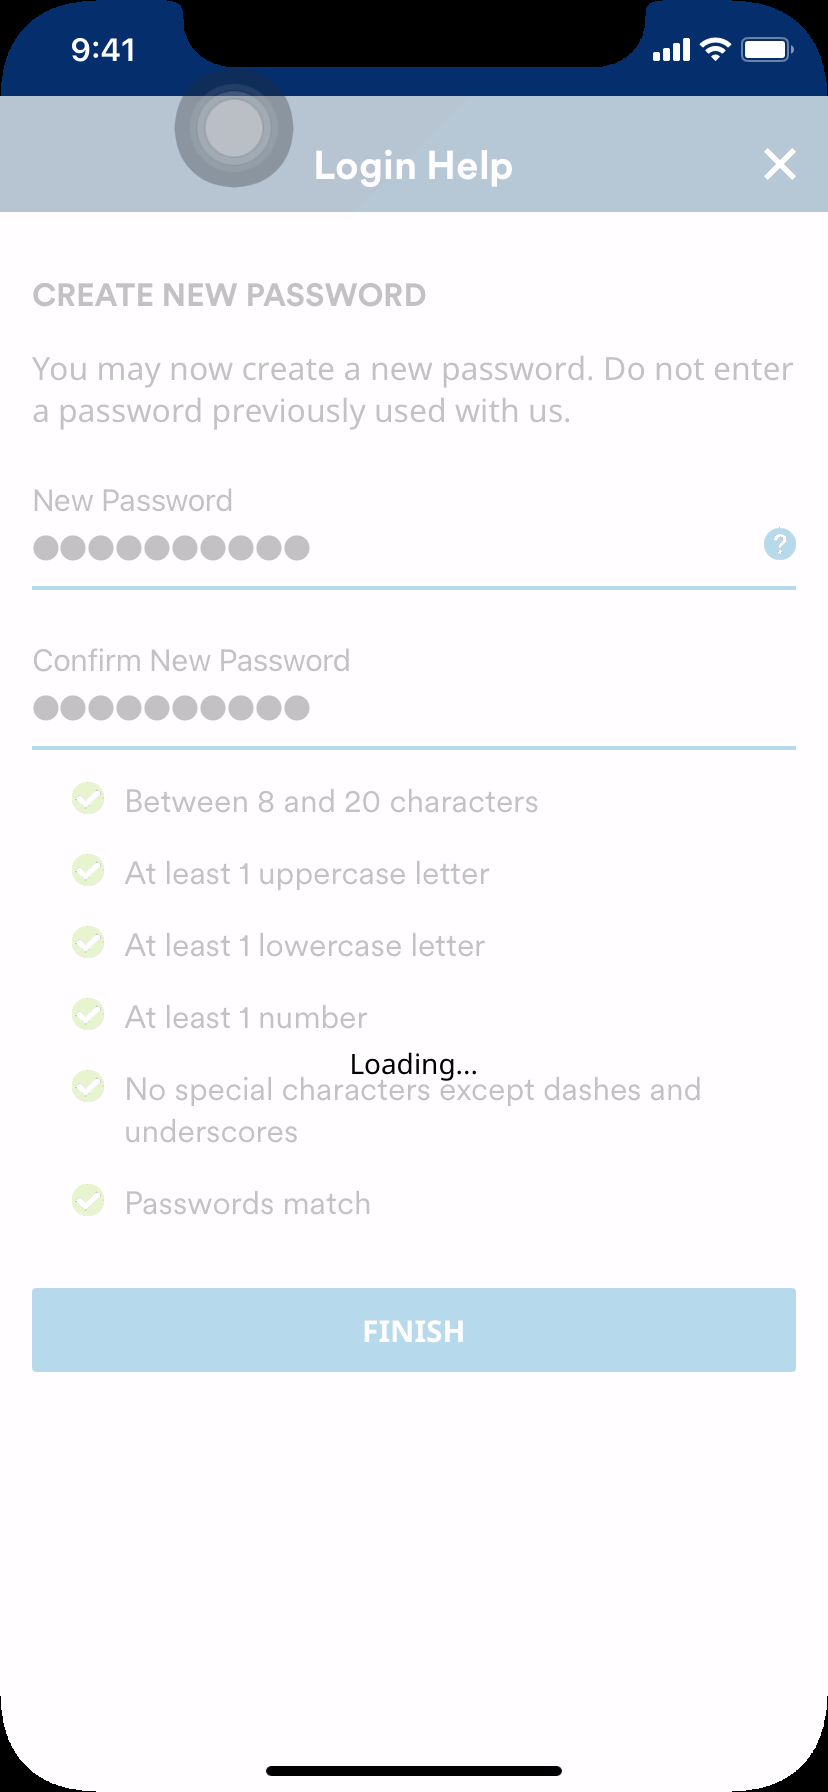 9:41
Login Help
CREATE NEW PASSWORD
You may now create a new password. Do not enter
a password previously used with us.
New Password
●●●●●●●●●●
?
Confirm New Password
●●●●●●●●●●
Between 8 and 20 characters
At least 1 uppercase letter
At least 1 lowercase letter
At least 1 number
Loading...
No special characters except dashes and
underscores
Passwords match
FINISH